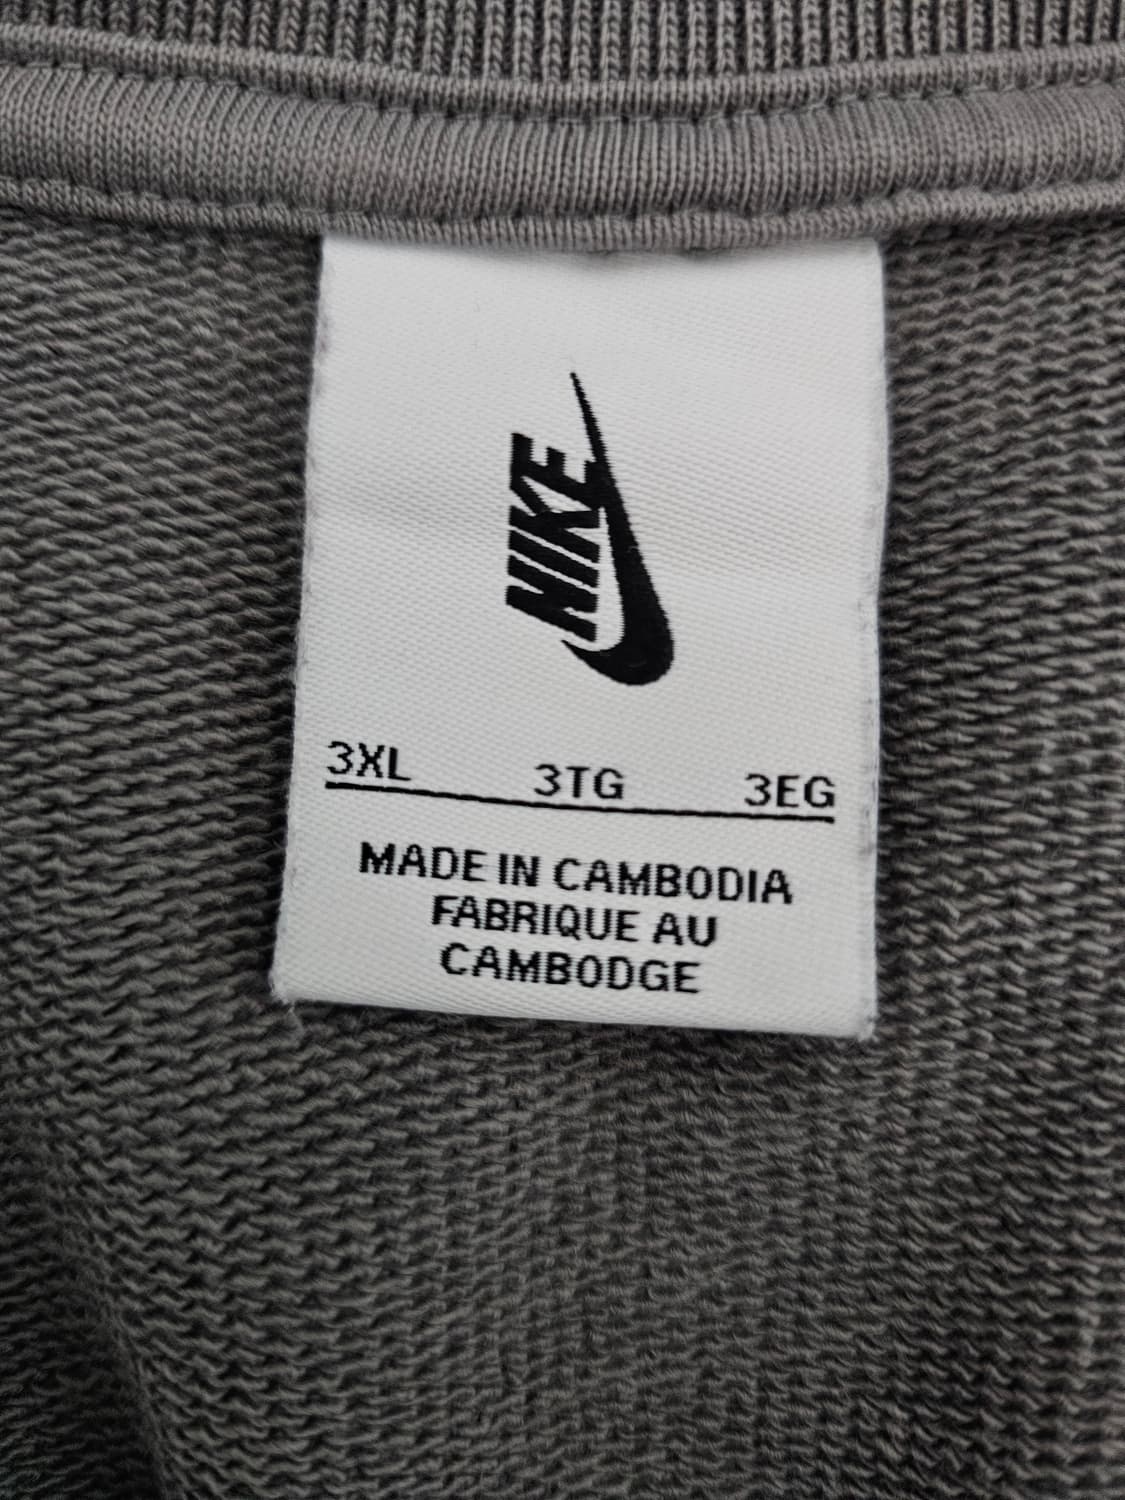 NIKE
3XL 3TG 3EG
MADE IN CAMBODIA
FABRIQUE AU
CAMBODGE